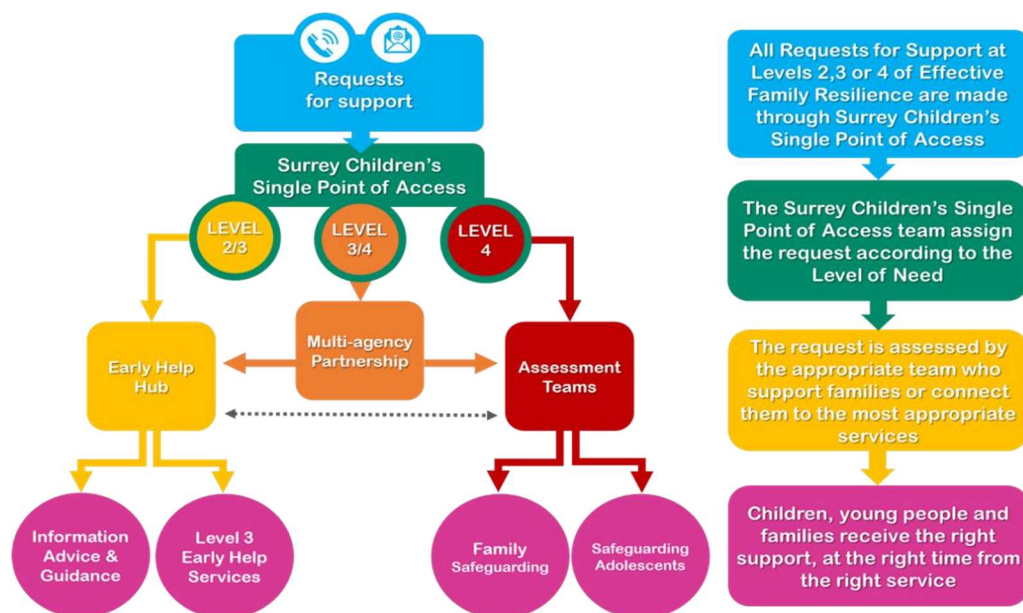 Requests
for support
Surrey Children's
Single Point of Access
LEVEL
2/3
LEVEL
3/4
LEVEL
4
Early Help
Hub
Multi-agency
Partnership
Assessment
Teams
Information
Advice &
Guidance
Level 3
Early Help
Services
Family
Safeguarding
Safeguarding
Adolescents
All Requests for Support at
Levels 2,3 or 4 of Effective
Family Resilience are made
through Surrey Children's
Single Point of Access
The Surrey Children's Single
Point of Access team assign
the request according to the
Level of Need
The request is assessed by
the appropriate team who
support families or connect
them to the most appropriate
services
Children, young people and
families receive the right
support, at the right time from
the right service